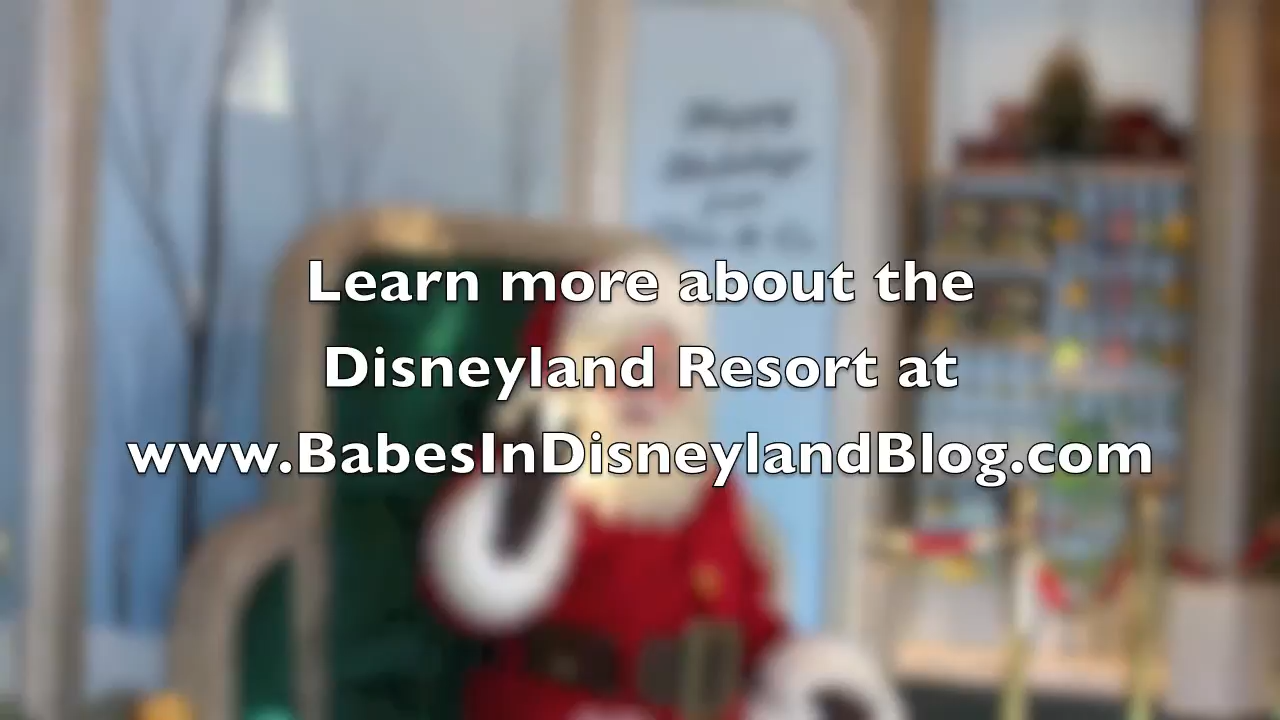 Learn more about the
Disneyland Resort at
www.BabesInDisneylandBlog.com